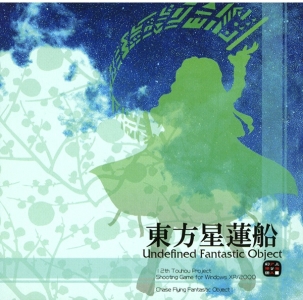 東方星蓮船
Undefined Fantastic Object
12th Touhou Project
Shooting Game for Windows XP/2000
Chase Flying Fantastic Object